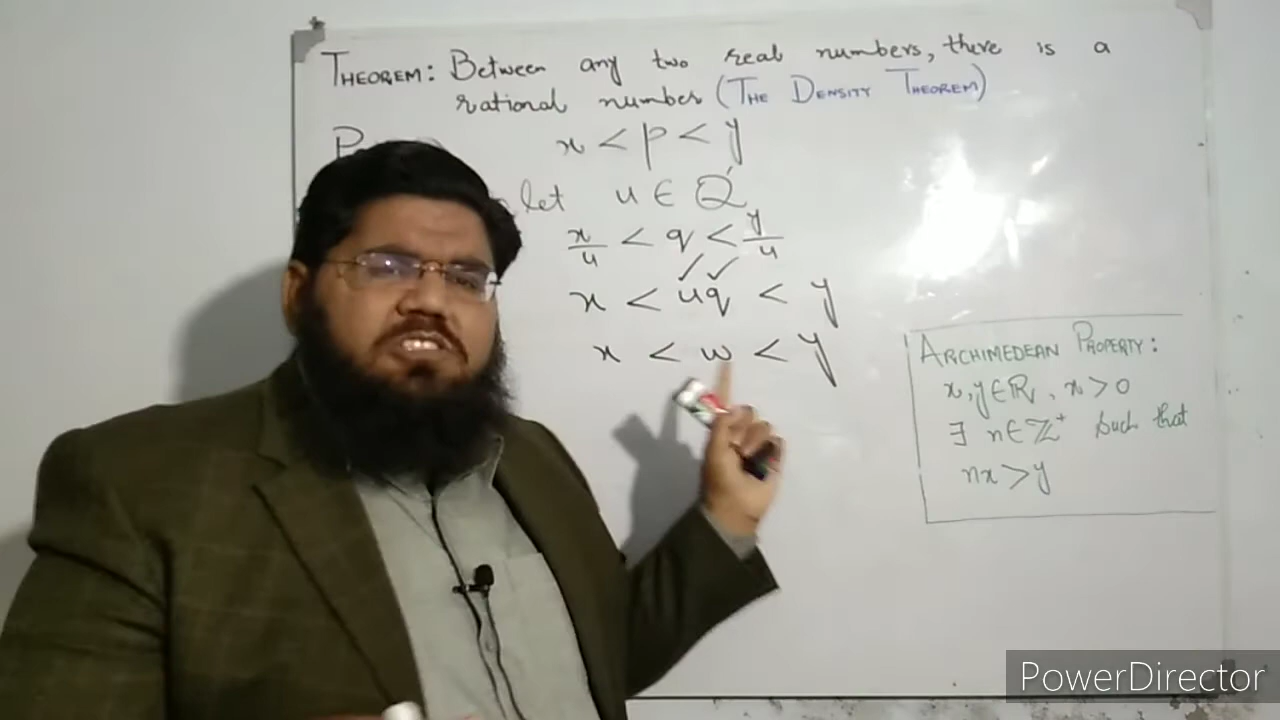 THEOREM: Between any two real numbers, there is a
rational number (THE DENSITY THEOREM)
x < p < y
let u ∈ Q'
x/u < q < y/u
✓ ✓
x < uq < y
x < w < y
ARCHIMEDEAN PROPERTY:
x, y ∈ ℝ, x > 0
∃ n ∈ ℤ⁺ such that
nx > y
PowerDirector